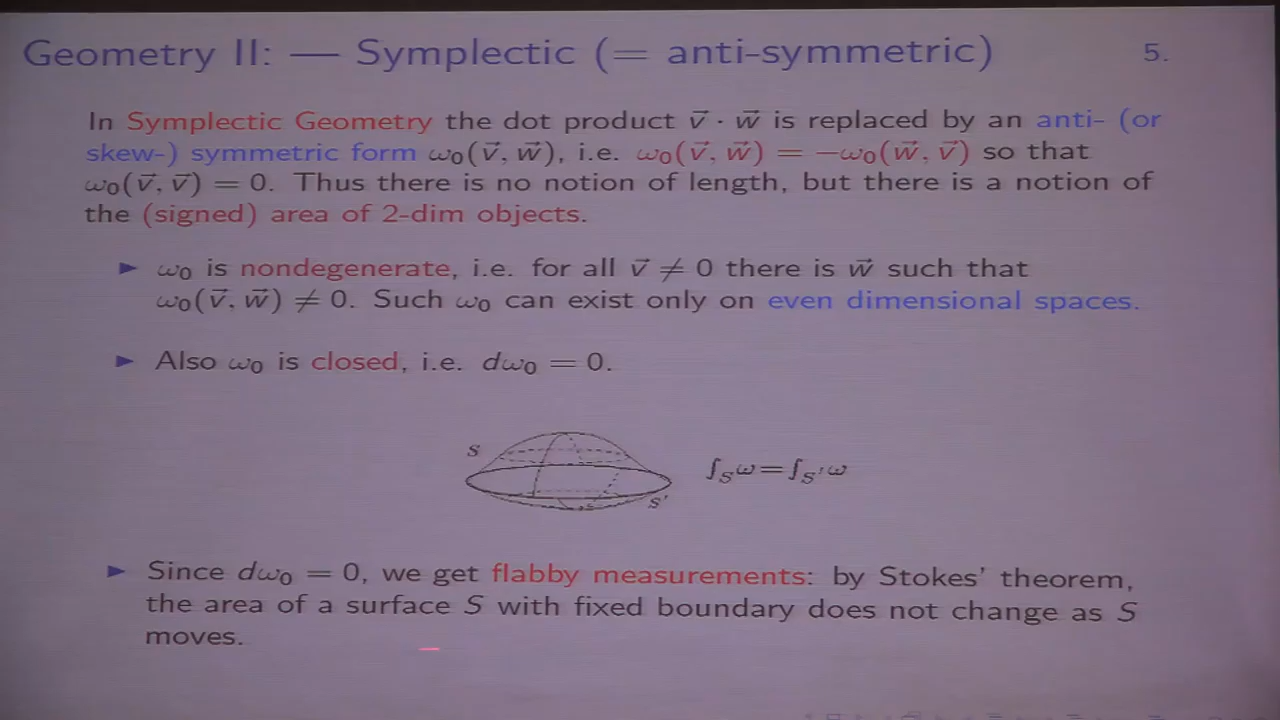 Geometry II: — Symplectic (= anti-symmetric) 5.
In Symplectic Geometry the dot product v⃗ · w⃗ is replaced by an anti- (or
skew-) symmetric form ω₀(v⃗, w⃗), i.e. ω₀(v⃗, w⃗) = −ω₀(w⃗, v⃗) so that
ω₀(v⃗, v⃗) = 0. Thus there is no notion of length, but there is a notion of
the (signed) area of 2-dim objects.
► ω₀ is nondegenerate, i.e. for all v⃗ ≠ 0 there is w⃗ such that
ω₀(v⃗, w⃗) ≠ 0. Such ω₀ can exist only on even dimensional spaces.
► Also ω₀ is closed, i.e. dω₀ = 0.
S
∫_S ω = ∫_S′ ω
S′
► Since dω₀ = 0, we get flabby measurements: by Stokes' theorem,
the area of a surface S with fixed boundary does not change as S
moves.